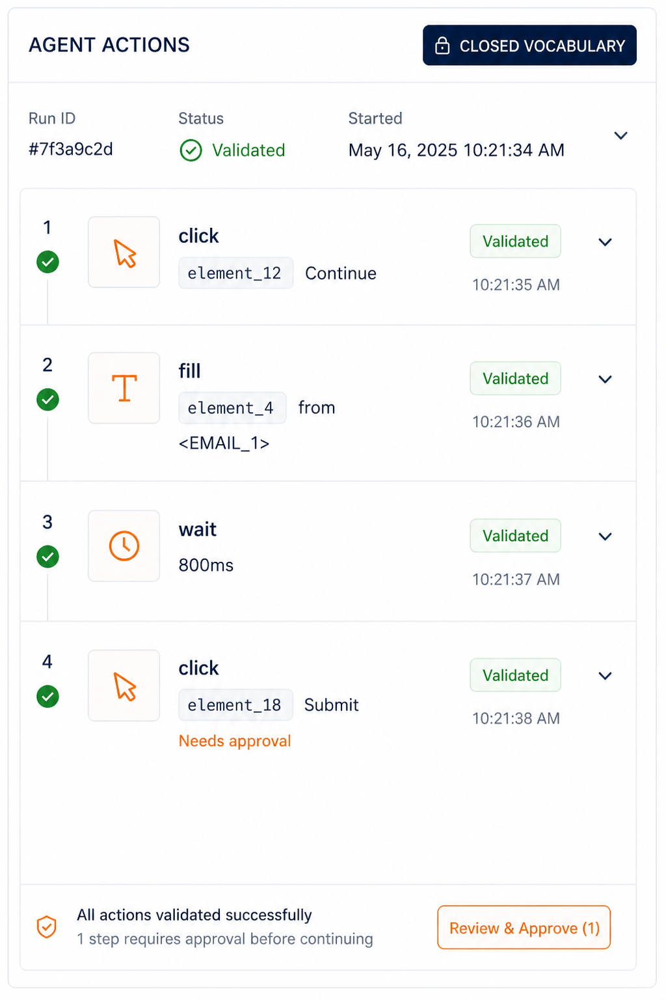 AGENT ACTIONS
CLOSED VOCABULARY
Run ID
#7f3a9c2d
Status
Validated
Started
May 16, 2025 10:21:34 AM
1
click
element_12 Continue
Validated
10:21:35 AM
2
fill
element_4 from
<EMAIL_1>
Validated
10:21:36 AM
3
wait
800ms
Validated
10:21:37 AM
4
click
element_18 Submit
Needs approval
Validated
10:21:38 AM
All actions validated successfully
1 step requires approval before continuing
Review & Approve (1)